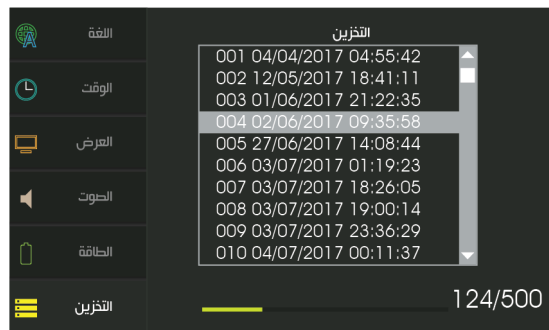 اللغة
الوقت
العرض
الصوت
الطاقة
التخزين
التخزين
001 04/04/2017 04:55:42
002 12/05/2017 18:41:11
003 01/06/2017 21:22:35
004 02/06/2017 09:35:58
005 27/06/2017 14:08:44
006 03/07/2017 01:19:23
007 03/07/2017 18:26:05
008 03/07/2017 19:00:14
009 03/07/2017 23:36:29
010 04/07/2017 00:11:37
124/500